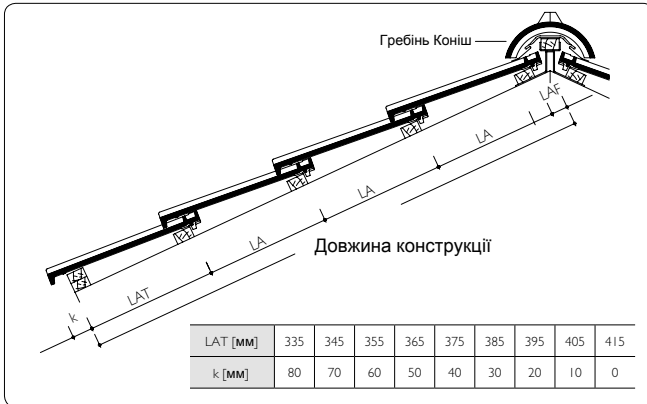 Гребінь Коніш
LAF
LA
LA
LA
Довжина конструкції
LAT
k
LAT [мм] 335 345 355 365 375 385 395 405 415
k [мм] 80 70 60 50 40 30 20 10 0